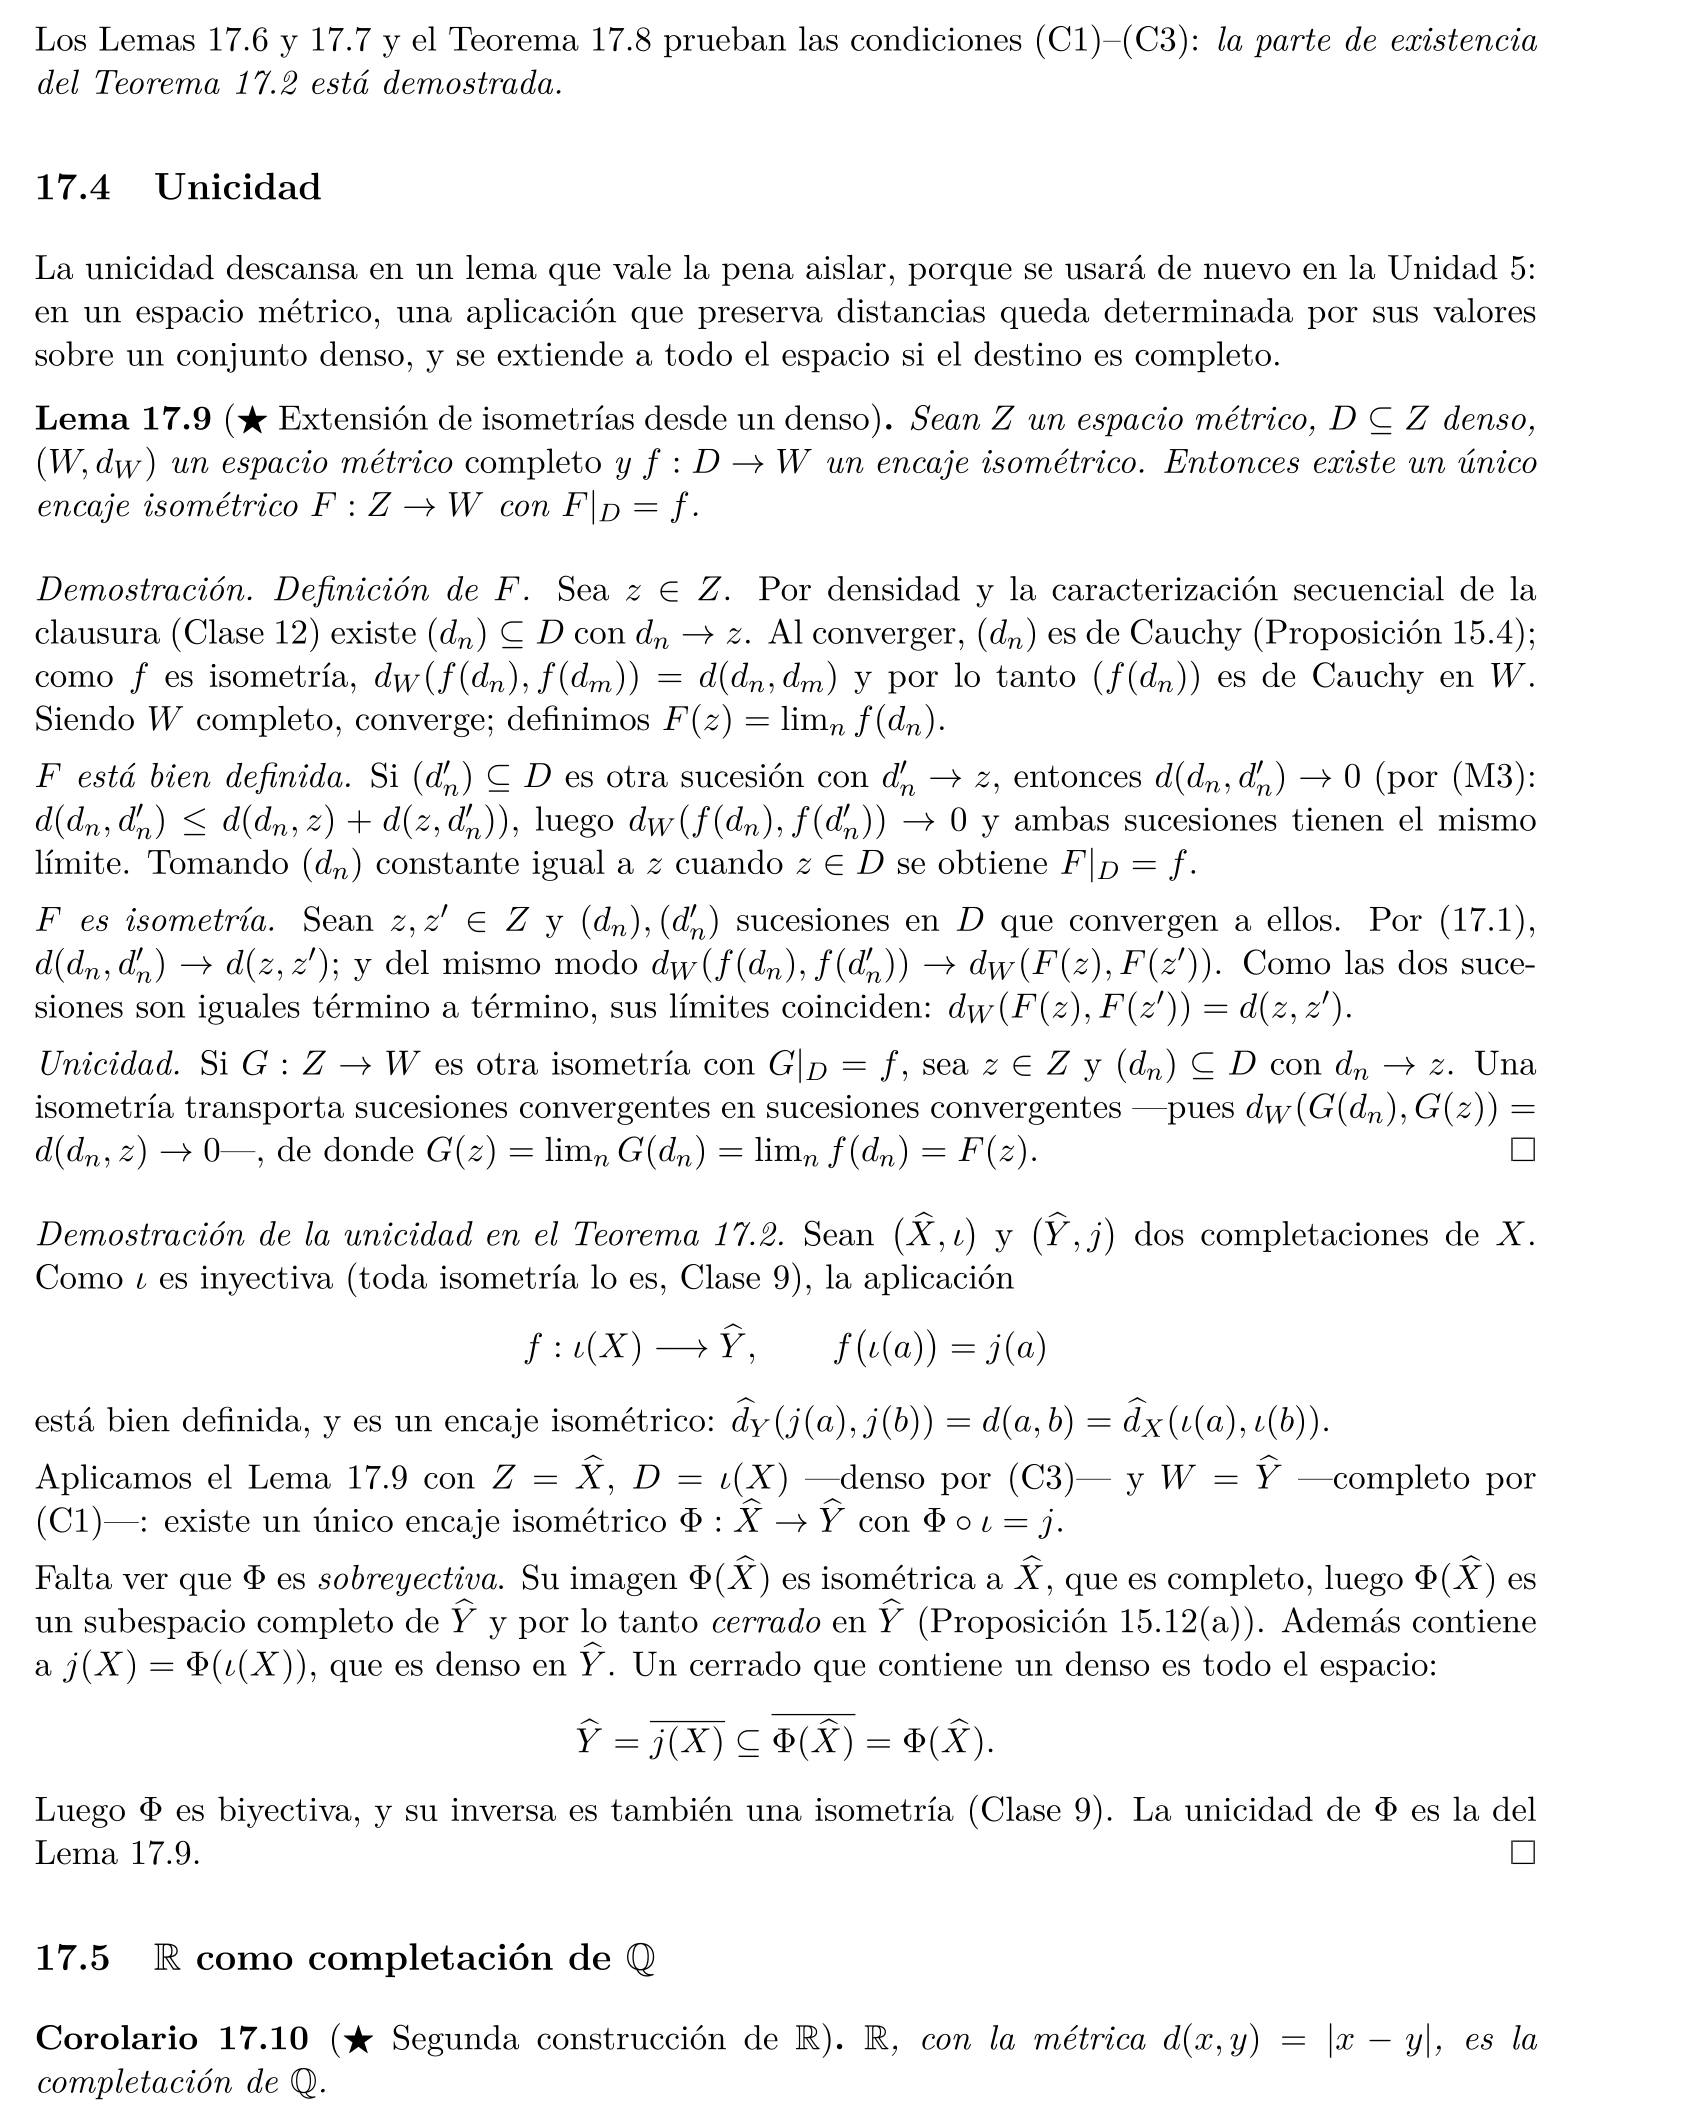 Los Lemas 17.6 y 17.7 y el Teorema 17.8 prueban las condiciones (C1)–(C3): la parte de existencia
del Teorema 17.2 está demostrada.
17.4 Unicidad
La unicidad descansa en un lema que vale la pena aislar, porque se usará de nuevo en la Unidad 5:
en un espacio métrico, una aplicación que preserva distancias queda determinada por sus valores
sobre un conjunto denso, y se extiende a todo el espacio si el destino es completo.
Lema 17.9 (★ Extensión de isometrías desde un denso). Sean Z un espacio métrico, D ⊆ Z denso,
(W, d_W) un espacio métrico completo y f : D → W un encaje isométrico. Entonces existe un único
encaje isométrico F : Z → W con F|_D = f.
Demostración. Definición de F. Sea z ∈ Z. Por densidad y la caracterización secuencial de la
clausura (Clase 12) existe (d_n) ⊆ D con d_n → z. Al converger, (d_n) es de Cauchy (Proposición 15.4);
como f es isometría, d_W(f(d_n), f(d_m)) = d(d_n, d_m) y por lo tanto (f(d_n)) es de Cauchy en W.
Siendo W completo, converge; definimos F(z) = lim_n f(d_n).
F está bien definida. Si (d′_n) ⊆ D es otra sucesión con d′_n → z, entonces d(d_n, d′_n) → 0 (por (M3):
d(d_n, d′_n) ≤ d(d_n, z) + d(z, d′_n)), luego d_W(f(d_n), f(d′_n)) → 0 y ambas sucesiones tienen el mismo
límite. Tomando (d_n) constante igual a z cuando z ∈ D se obtiene F|_D = f.
F es isometría. Sean z, z′ ∈ Z y (d_n), (d′_n) sucesiones en D que convergen a ellos. Por (17.1),
d(d_n, d′_n) → d(z, z′); y del mismo modo d_W(f(d_n), f(d′_n)) → d_W(F(z), F(z′)). Como las dos suce-
siones son iguales término a término, sus límites coinciden: d_W(F(z), F(z′)) = d(z, z′).
Unicidad. Si G : Z → W es otra isometría con G|_D = f, sea z ∈ Z y (d_n) ⊆ D con d_n → z. Una
isometría transporta sucesiones convergentes en sucesiones convergentes —pues d_W(G(d_n), G(z)) =
d(d_n, z) → 0—, de donde G(z) = lim_n G(d_n) = lim_n f(d_n) = F(z). □
Demostración de la unicidad en el Teorema 17.2. Sean (X̂, ι) y (Ŷ, j) dos completaciones de X.
Como ι es inyectiva (toda isometría lo es, Clase 9), la aplicación
f : ι(X) ⟶ Ŷ, f(ι(a)) = j(a)
está bien definida, y es un encaje isométrico: d̂_Y(j(a), j(b)) = d(a, b) = d̂_X(ι(a), ι(b)).
Aplicamos el Lema 17.9 con Z = X̂, D = ι(X) —denso por (C3)— y W = Ŷ —completo por
(C1)—: existe un único encaje isométrico Φ : X̂ → Ŷ con Φ ∘ ι = j.
Falta ver que Φ es sobreyectiva. Su imagen Φ(X̂) es isométrica a X̂, que es completo, luego Φ(X̂) es
un subespacio completo de Ŷ y por lo tanto cerrado en Ŷ (Proposición 15.12(a)). Además contiene
a j(X) = Φ(ι(X)), que es denso en Ŷ. Un cerrado que contiene un denso es todo el espacio:
Ŷ = \overline{j(X)} ⊆ \overline{Φ(X̂)} = Φ(X̂).
Luego Φ es biyectiva, y su inversa es también una isometría (Clase 9). La unicidad de Φ es la del
Lema 17.9. □
17.5 ℝ como completación de ℚ
Corolario 17.10 (★ Segunda construcción de ℝ). ℝ, con la métrica d(x, y) = |x − y|, es la
completación de ℚ.